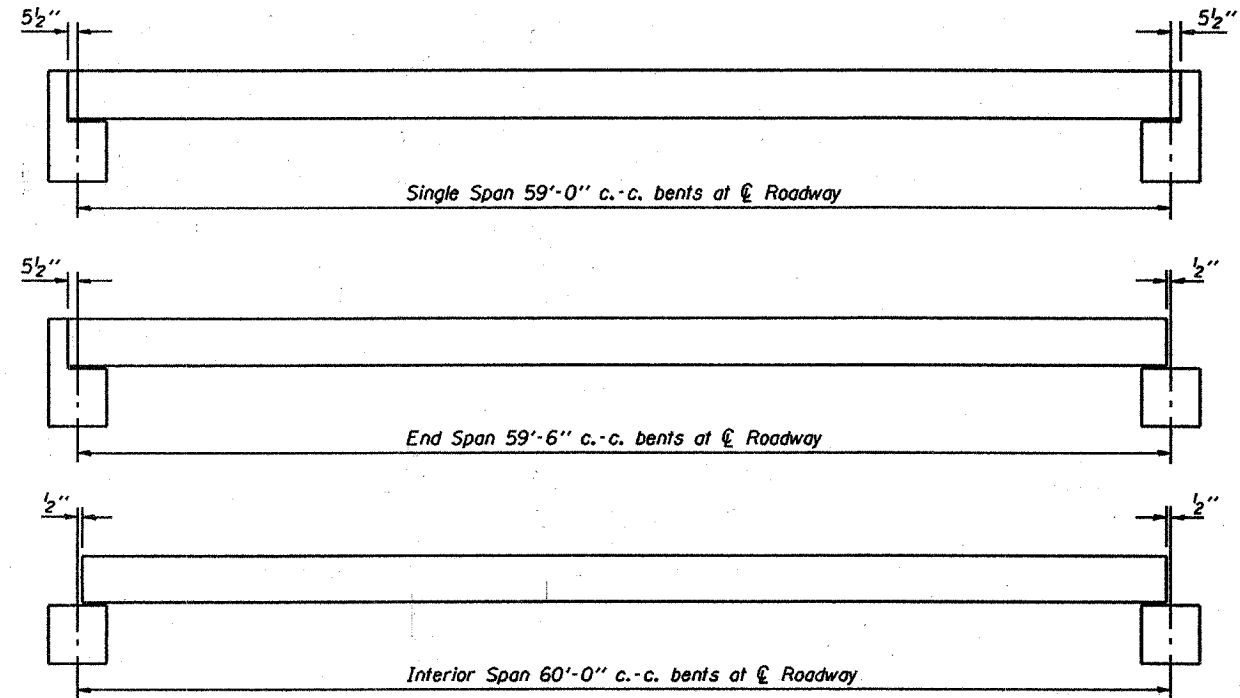 5½" 5½"
Single Span 59'-0" c.-c. bents at ℄ Roadway
5½" ½"
End Span 59'-6" c.-c. bents at ℄ Roadway
½" ½"
Interior Span 60'-0" c.-c. bents at ℄ Roadway